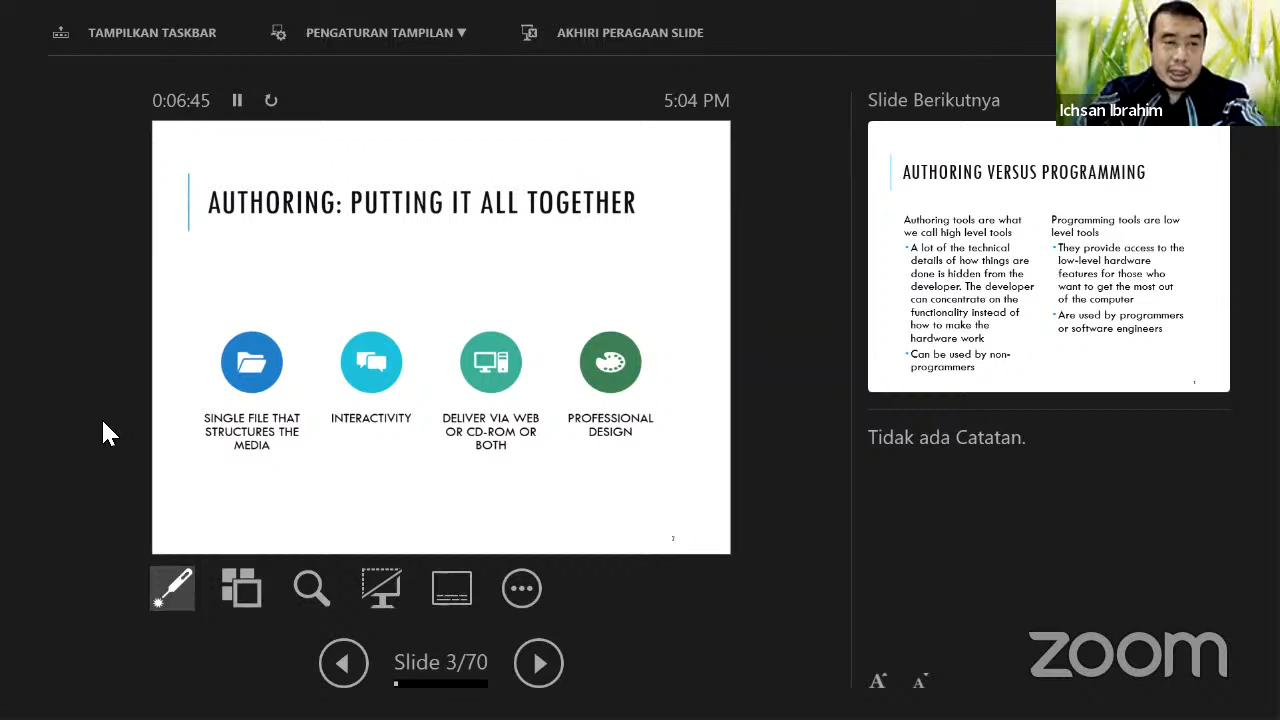 TAMPILKAN TASKBAR
PENGATURAN TAMPILAN ▼
AKHIRI PERAGAAN SLIDE
Ichsan Ibrahim
0:06:45
5:04 PM
AUTHORING: PUTTING IT ALL TOGETHER
SINGLE FILE THAT
STRUCTURES THE
MEDIA
INTERACTIVITY
DELIVER VIA WEB
OR CD-ROM OR
BOTH
PROFESSIONAL
DESIGN
2
Slide 3/70
Slide Berikutnya
AUTHORING VERSUS PROGRAMMING
Authoring tools are what
we call high level tools
• A lot of the technical
details of how things are
done is hidden from the
developer. The developer
can concentrate on the
functionality instead of
how to make the
hardware work
• Can be used by non-
programmers
Programming tools are low
level tools
• They provide access to the
low-level hardware
features for those who
want to get the most out
of the computer
• Are used by programmers
or software engineers
Tidak ada Catatan.
A A
zoom